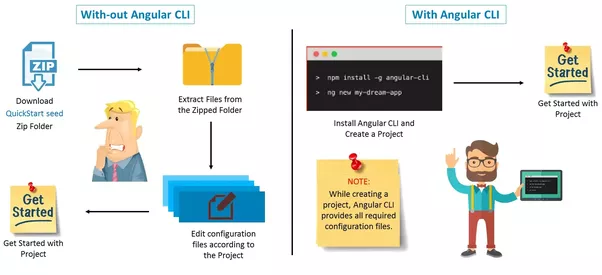 With-out Angular CLI
ZIP
Download
QuickStart seed
Zip Folder
Extract Files from
the Zipped Folder
Edit configuration
files according to
the Project
Get
Started
Get Started with
Project
With Angular CLI
> npm install -g angular-cli
> ng new my-dream-app
Install Angular CLI and
Create a Project
Get
Started
Get Started with
Project
NOTE:
While creating a
project, Angular CLI
provides all required
configuration files.